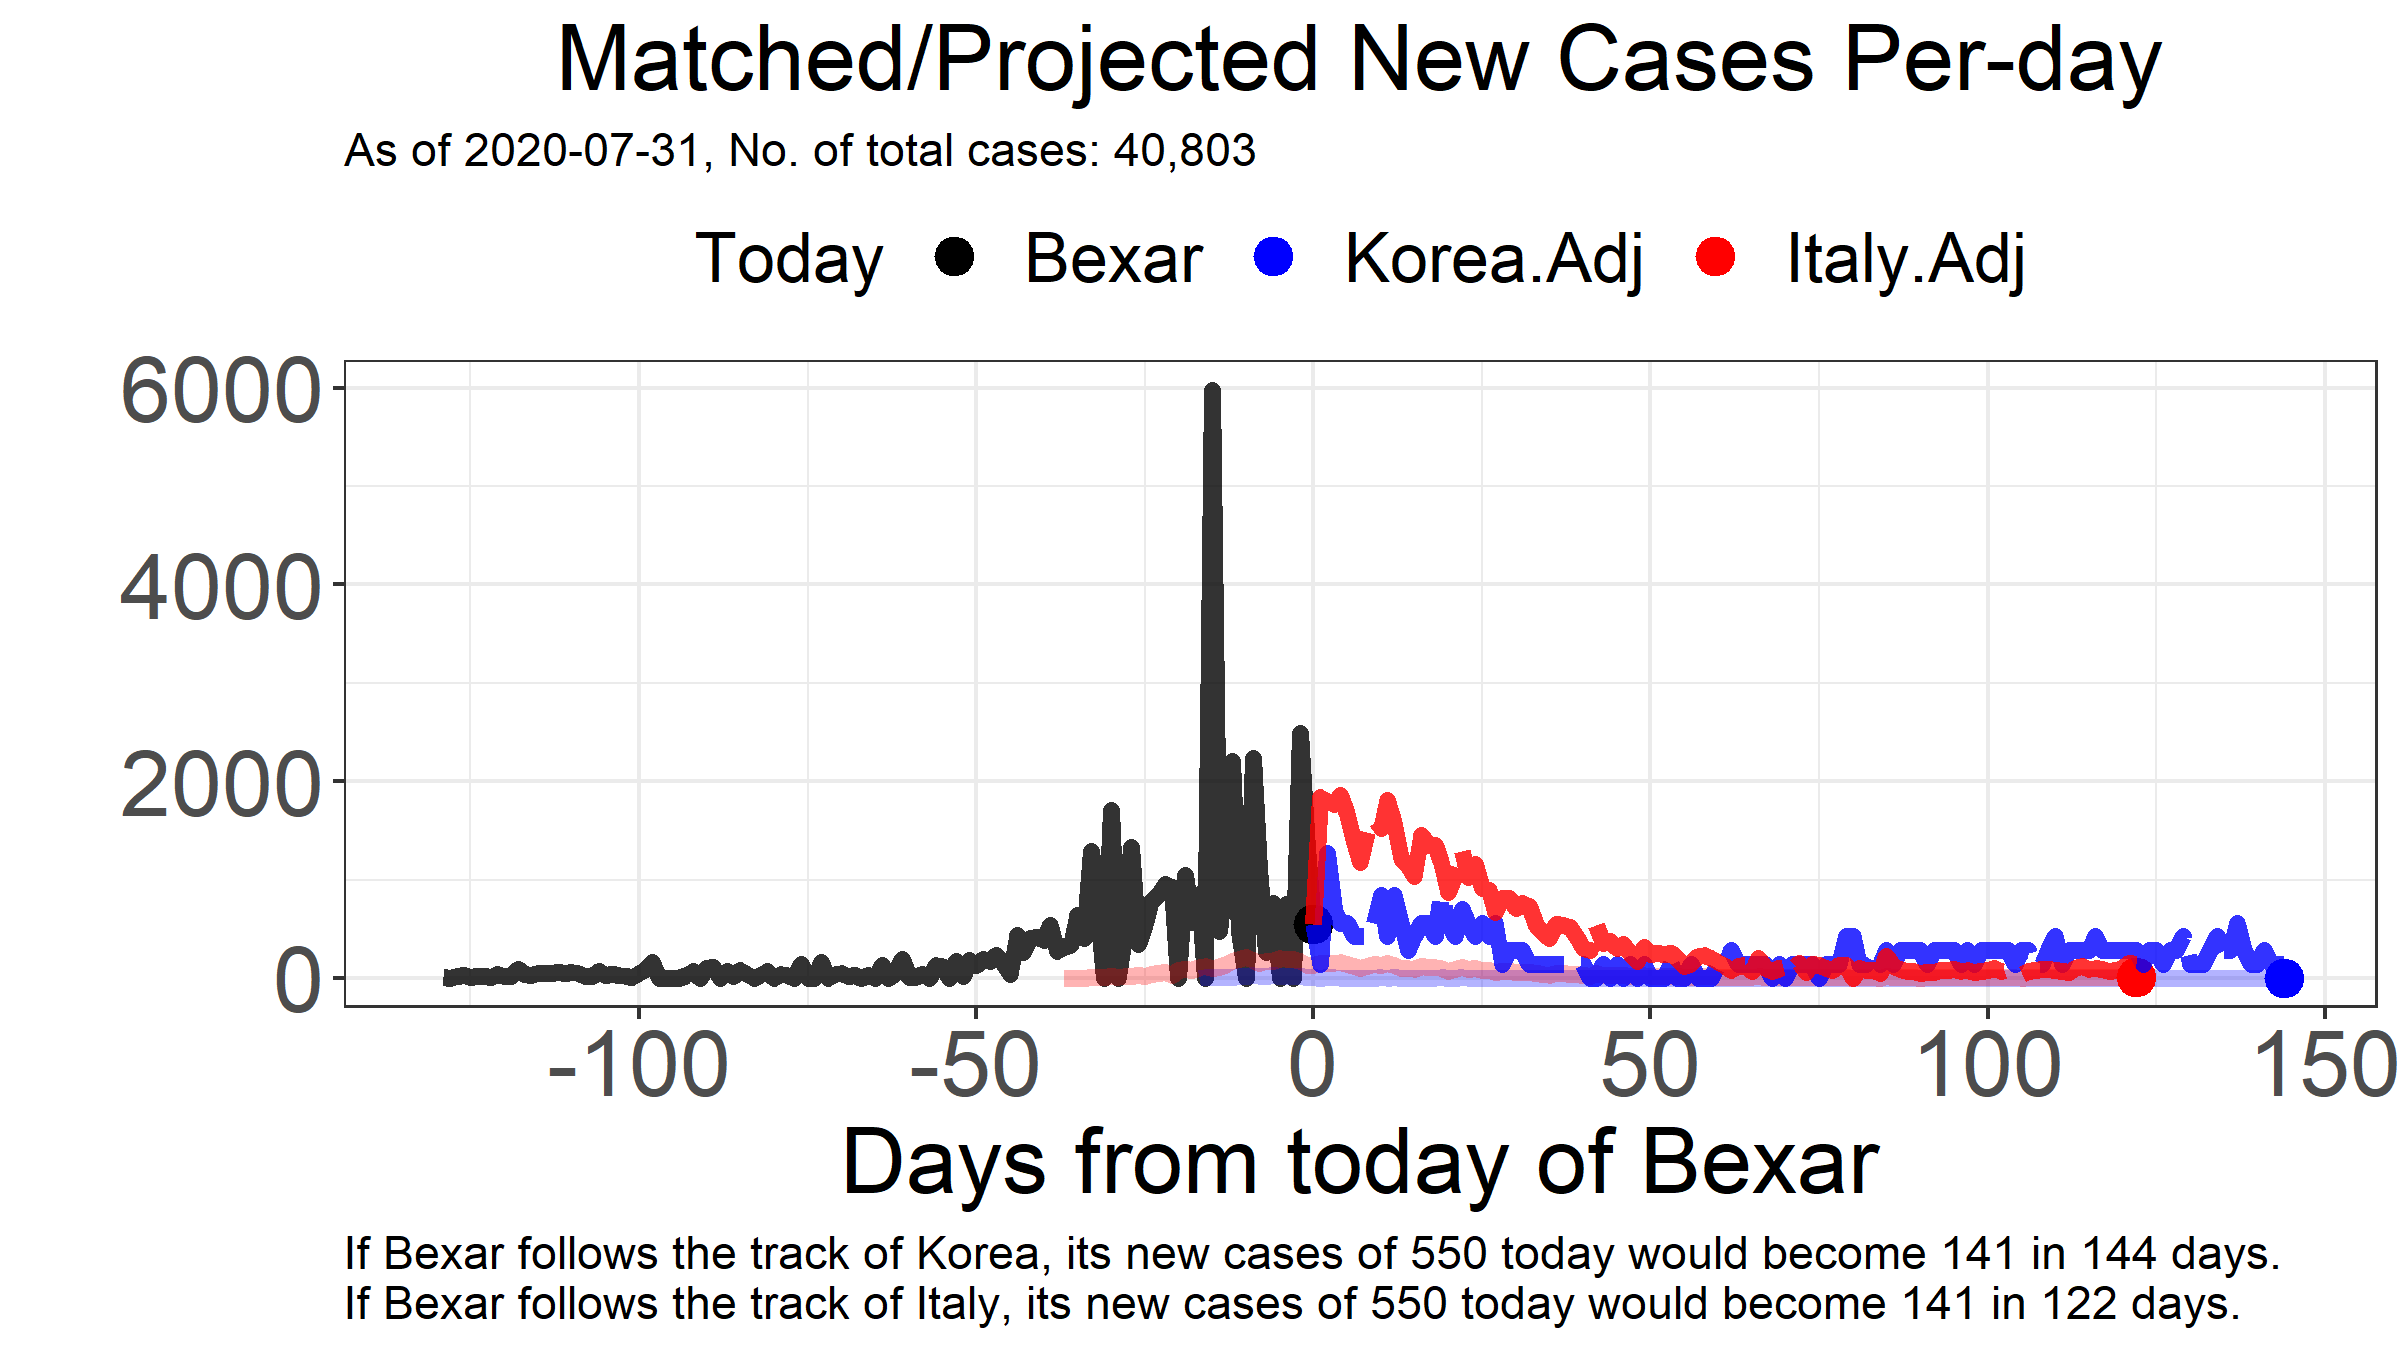 Matched/Projected New Cases Per-day
As of 2020-07-31, No. of total cases: 40,803
Today Bexar Korea.Adj Italy.Adj
6000
4000
2000
0
-100 -50 0 50 100 150
Days from today of Bexar
If Bexar follows the track of Korea, its new cases of 550 today would become 141 in 144 days.
If Bexar follows the track of Italy, its new cases of 550 today would become 141 in 122 days.